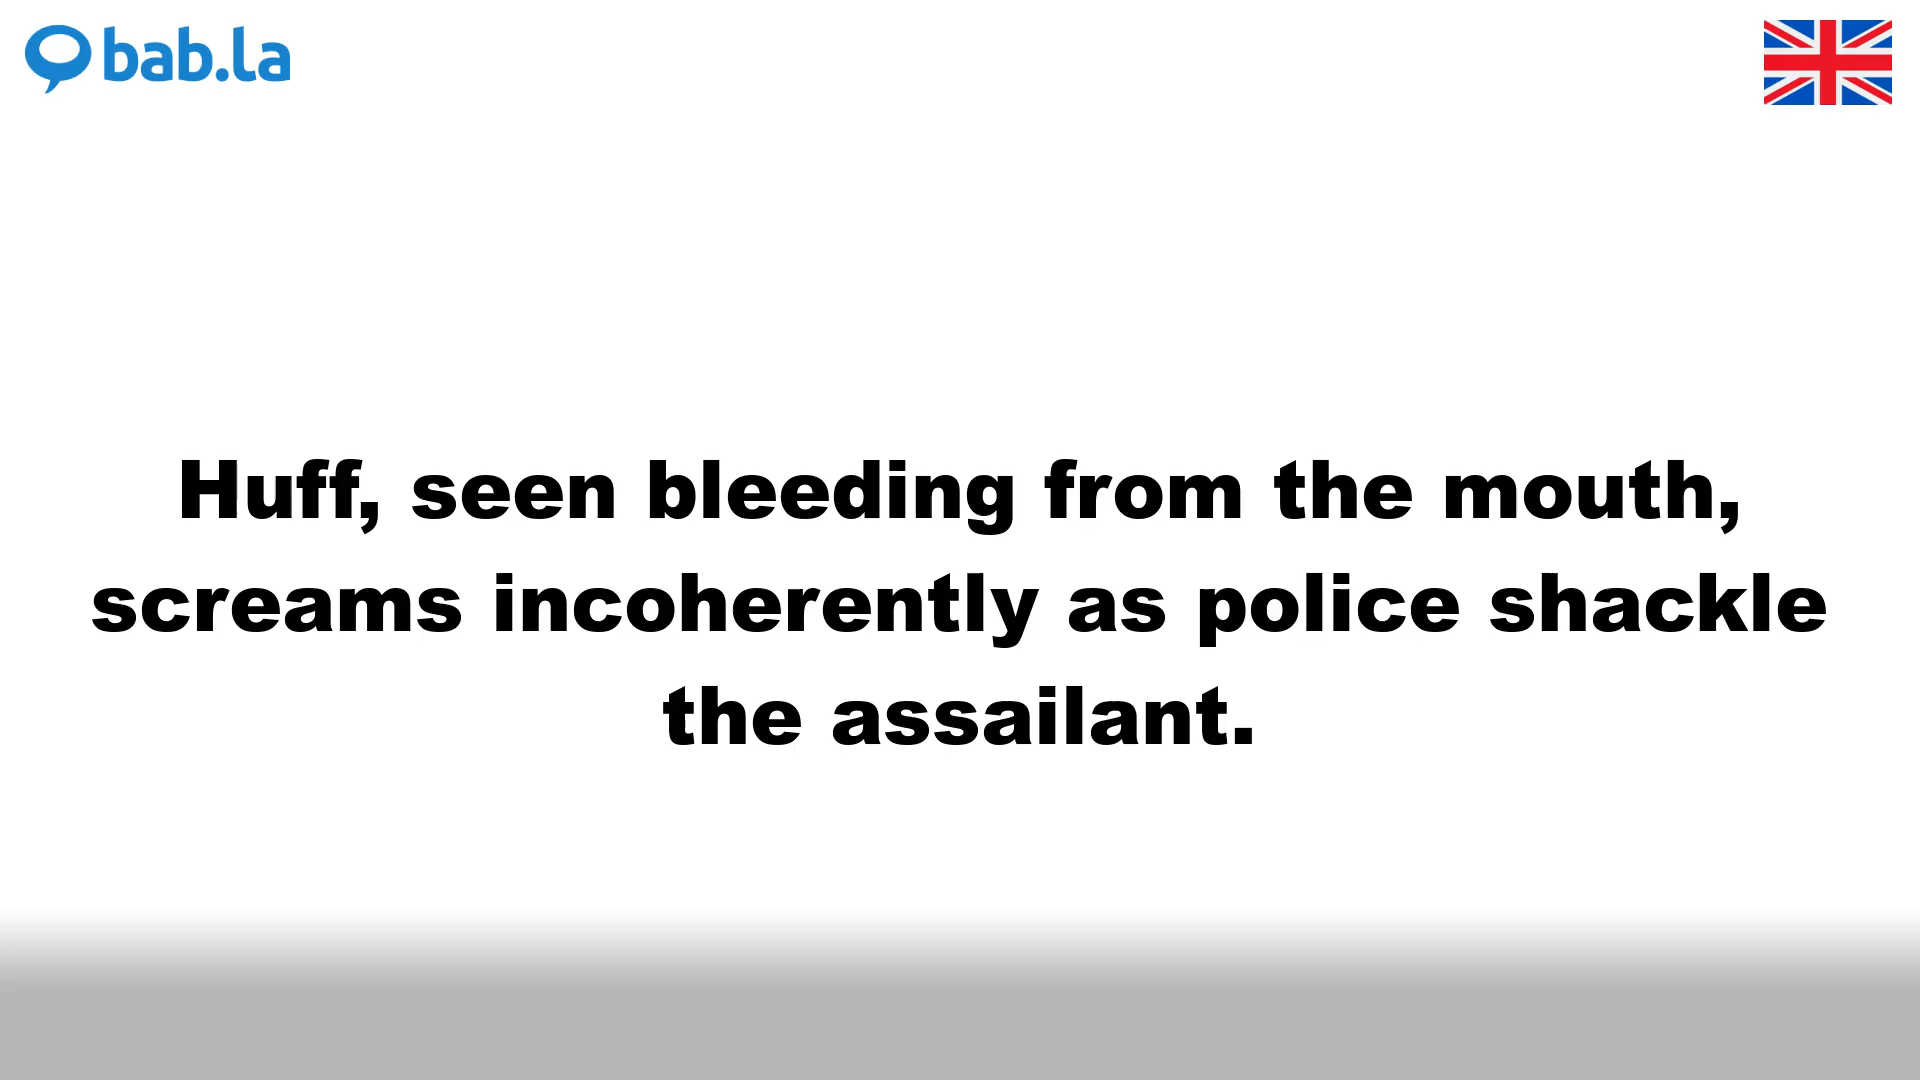 bab.la
Huff, seen bleeding from the mouth,
screams incoherently as police shackle
the assailant.